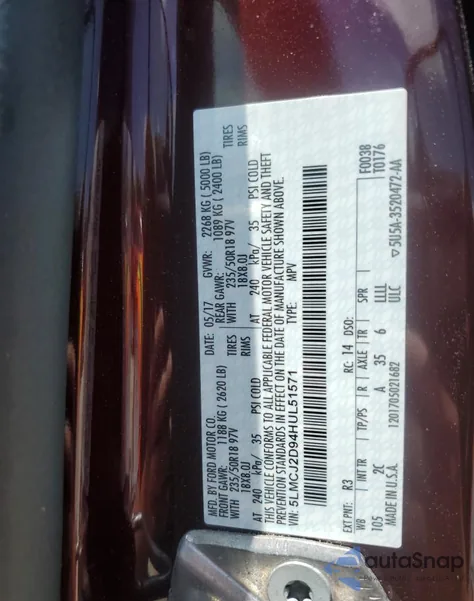 MFD. BY FORD MOTOR CO.
DATE: 05/17 GVWR: 2268 KG (5000 LB)
FRONT GAWR: 1188 KG (2620 LB) REAR GAWR: 1089 KG (2400 LB)
WITH 235/50R18 97V TIRES WITH 235/50R18 97V TIRES
18X8.0J RIMS 18X8.0J RIMS
AT 240 kPa/ 35 PSI COLD AT 240 kPa/ 35 PSI COLD
THIS VEHICLE CONFORMS TO ALL APPLICABLE FEDERAL MOTOR VEHICLE SAFETY AND THEFT
PREVENTION STANDARDS IN EFFECT ON THE DATE OF MANUFACTURE SHOWN ABOVE.
VIN: 5LMCJ2D94HUL51571
TYPE: MPV
F0038
T0176
EXT PNT: R3 RC: 14 DSO:
WB INT TR TP/PS R AXLE TR SPR
105 2C A 35 6 LLLL
ULC
1201705021682
MADE IN U.S.A.
▽5U5A-3520472-AA
autaSnap